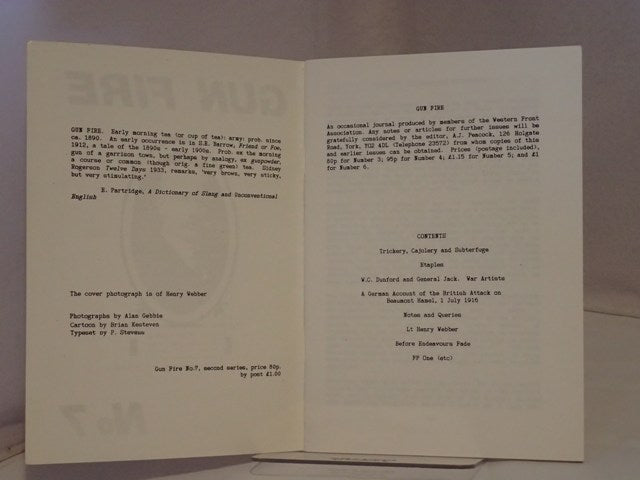 GUN FIRE. Early morning tea (or cup of tea): army: prob. since
ca. 1890. An early occurrence is in S.B. Barrow, Friend or Foe,
1912, a tale of the 1890s - early 1900s. Prob. ex the morning
gun of a garrison town, but perhaps by analogy, ex gunpowder,
a course or common (though orig. a fine green) tea. Sidney
Rogerson Twelve Days 1933, remarks, 'very brown, very sticky,
but very stimulating.'
E. Partridge, A Dictionary of Slang and Unconventional
English
The cover photograph is of Henry Webber
Photographs by Alan Gebbie
Cartoon by Brian Kesteven
Typeset by P. Stevens
Gun Fire No.7, second series, price 80p.
by post £1.00
GUN FIRE
An occasional journal produced by members of the Western Front
Association. Any notes or articles for further issues will be
gratefully considered by the editor, A.J. Peacock, 126 Holgate
Road, York, YO2 4DL (Telephone 23572) from whom copies of this
and earlier issues can be obtained. Prices (postage included),
60p for Number 3; 95p for Number 4; £1.15 for Number 5; and £1
for Number 6.
CONTENTS
Trickery, Cajolery and Subterfuge
Etaples
W.C. Dunford and General Jack. War Artists
A German Account of the British Attack on
Beaumont Hamel, 1 July 1916
Notes and Queries
Lt Henry Webber
Before Endeavours Fade
FP One (etc)
GUN FIRE
No 7